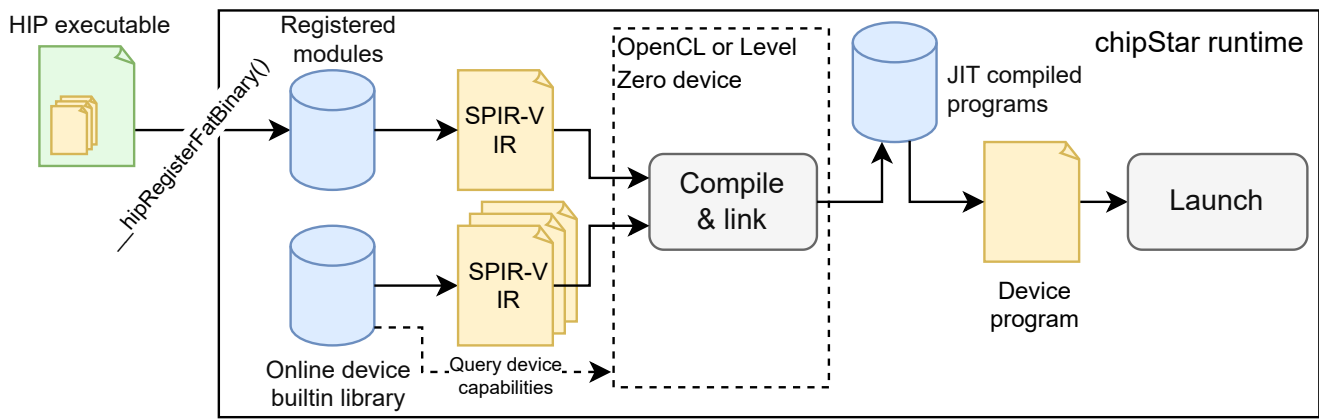 HIP executable
__hipRegisterFatBinary()
Registered
modules
SPIR-V
IR
OpenCL or Level
Zero device
chipStar runtime
JIT compiled
programs
Compile
& link
Launch
SPIR-V
IR
Device
program
Online device
builtin library
Query device
capabilities